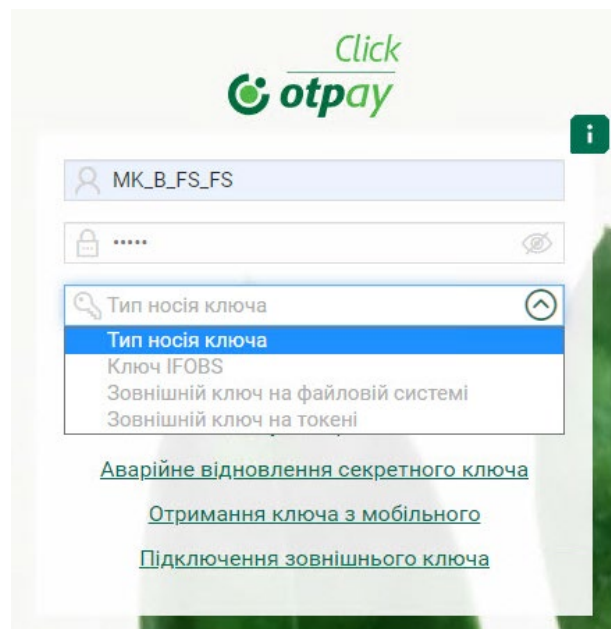 Click
otpay
i
MK_B_FS_FS
•••••
Тип носія ключа
Тип носія ключа
Ключ IFOBS
Зовнішній ключ на файловій системі
Зовнішній ключ на токені
Аварійне відновлення секретного ключа
Отримання ключа з мобільного
Підключення зовнішнього ключа